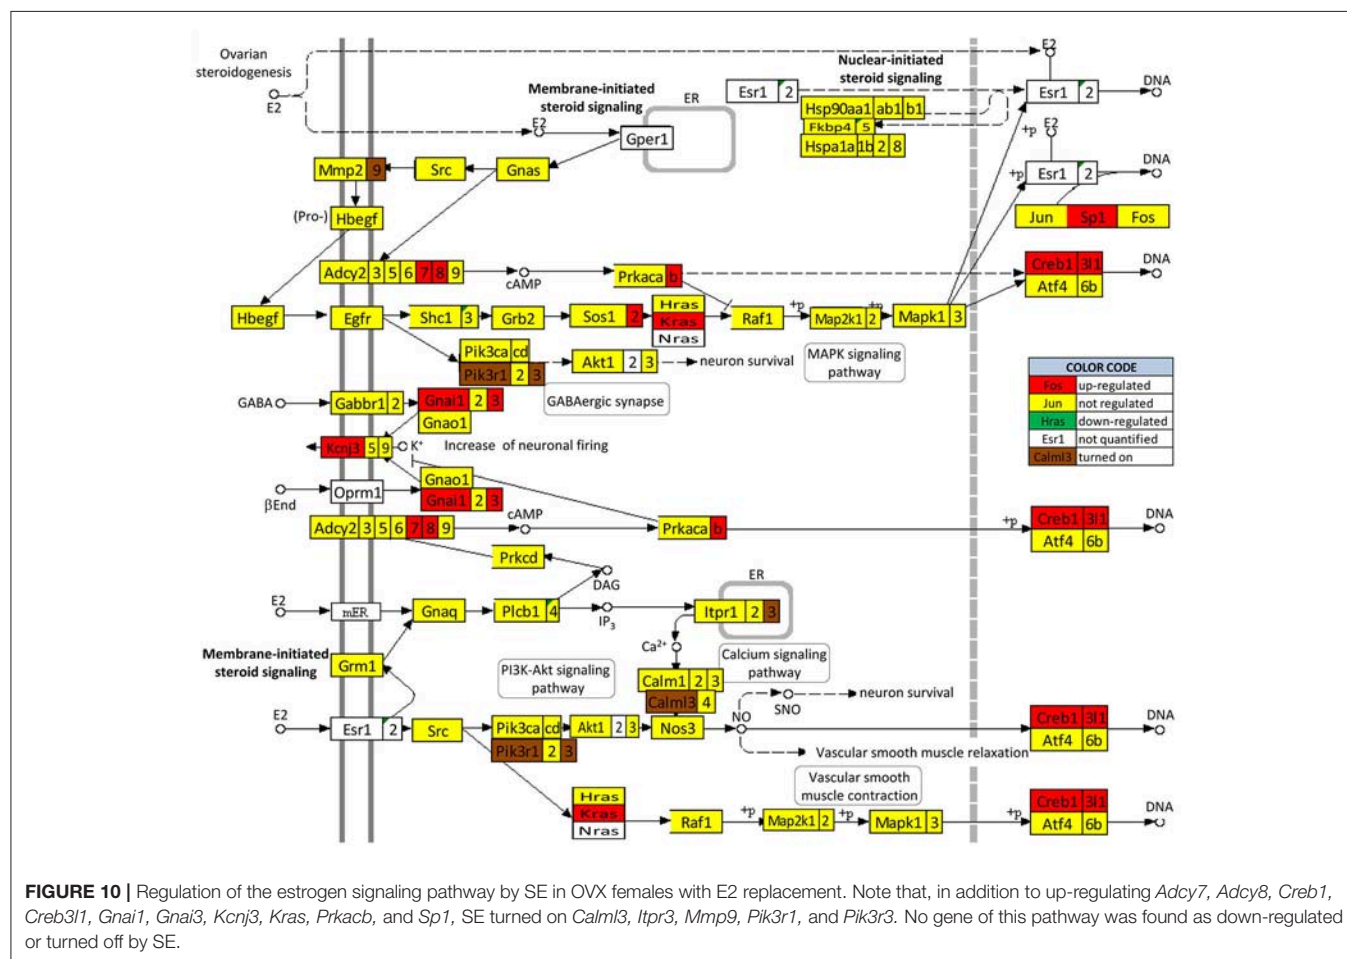 Ovarian
steroidogenesis
E2
Membrane-initiated
steroid signaling
E2
Gper1
ER
Nuclear-initiated
steroid signaling
Esr1 2
Hsp90aa1 ab1 b1
Fkbp4 5
Hspa1a 1b 2 8
E2
Esr1 2
DNA
+p
E2
+p
Esr1 2
DNA
Jun Sp1 Fos
Mmp2 9
Src
Gnas
(Pro-)
Hbegf
Adcy2 3 5 6 7 8 9
cAMP
Prkaca b
Creb1 3l1
Atf4 6b
DNA
Hbegf
Egfr
Shc1 3
Grb2
Sos1 2
Hras
Kras
Nras
Raf1
+p
Map2k1 2
+p
Mapk1 3
Pik3ca cd
Pik3r1 2 3
Akt1 2 3
neuron survival
MAPK signaling
pathway
GABAergic synapse
COLOR CODE
Fos up-regulated
Jun not regulated
Hras down-regulated
Esr1 not quantified
Calml3 turned on
GABA
Gabbr1 2
Gnai1 2 3
Gnao1
Kcnj3 5 9
K+
Increase of neuronal firing
Gnao1
Gnai1 2 3
βEnd
Oprm1
Adcy2 3 5 6 7 8 9
cAMP
Prkaca b
+p
Creb1 3l1
Atf4 6b
DNA
Prkcd
DAG
E2
mER
Gnaq
Plcb1 4
IP3
ER
Itpr1 2 3
Ca2+
Membrane-initiated
steroid signaling
Grm1
PI3K-Akt signaling
pathway
Calcium signaling
pathway
Calm1 2 3
Calml3 4
E2
Esr1 2
Src
Pik3ca cd
Pik3r1 2 3
Akt1 2 3
Nos3
NO
SNO
neuron survival
Vascular smooth muscle relaxation
Creb1 3l1
Atf4 6b
DNA
Vascular smooth
muscle contraction
Hras
Kras
Nras
Raf1
+p
Map2k1 2
+p
Mapk1 3
+p
Creb1 3l1
Atf4 6b
DNA
FIGURE 10 | Regulation of the estrogen signaling pathway by SE in OVX females with E2 replacement. Note that, in addition to up-regulating Adcy7, Adcy8, Creb1,
Creb3l1, Gnai1, Gnai3, Kcnj3, Kras, Prkacb, and Sp1, SE turned on Calml3, Itpr3, Mmp9, Pik3r1, and Pik3r3. No gene of this pathway was found as down-regulated
or turned off by SE.